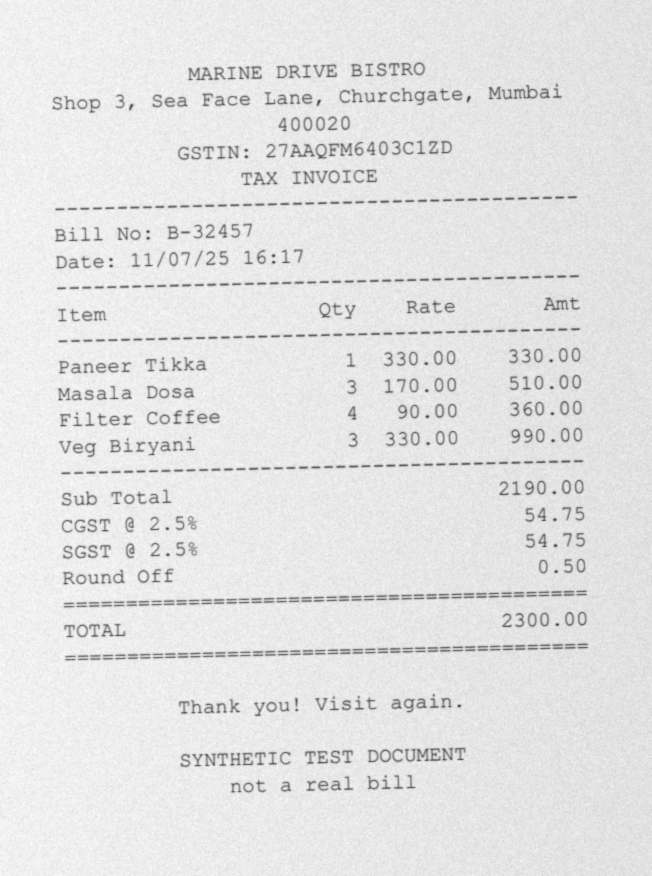 MARINE DRIVE BISTRO
Shop 3, Sea Face Lane, Churchgate, Mumbai
400020
GSTIN: 27AAQFM6403C1ZD
TAX INVOICE
------------------------------------------
Bill No: B-32457
Date: 11/07/25 16:17
------------------------------------------
Item Qty Rate Amt
------------------------------------------
Paneer Tikka 1 330.00 330.00
Masala Dosa 3 170.00 510.00
Filter Coffee 4 90.00 360.00
Veg Biryani 3 330.00 990.00
------------------------------------------
Sub Total 2190.00
CGST @ 2.5% 54.75
SGST @ 2.5% 54.75
Round Off 0.50
==========================================
TOTAL 2300.00
==========================================
Thank you! Visit again.
SYNTHETIC TEST DOCUMENT
not a real bill